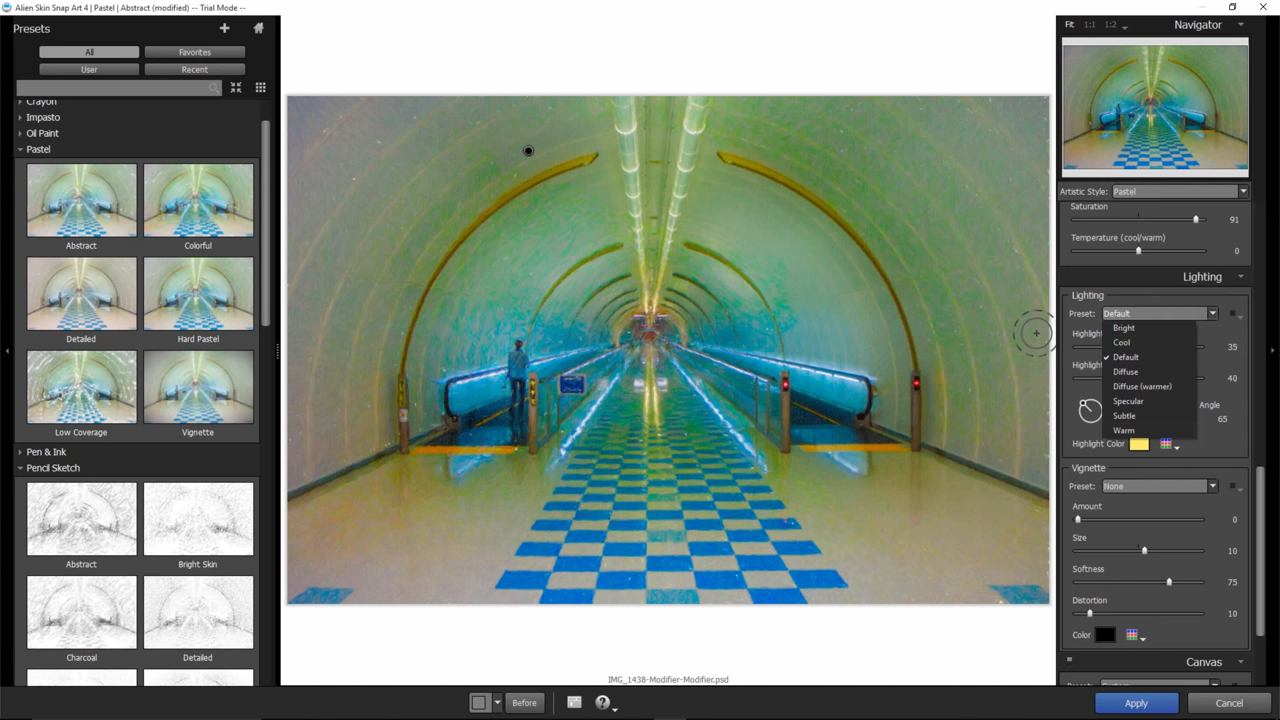 Alien Skin Snap Art 4 | Pastel | Abstract (modified) -- Trial Mode --
Presets
All
Favorites
User
Recent
Crayon
Impasto
Oil Paint
Pastel
Abstract
Colorful
Detailed
Hard Pastel
Low Coverage
Vignette
Pen & Ink
Pencil Sketch
Abstract
Bright Skin
Charcoal
Detailed
IMG_1438-Modifier-Modifier.psd
Before
Fit 1:1 1:2
Navigator
Artistic Style: Pastel
Saturation
91
Temperature (cool/warm)
0
Lighting
Lighting
Preset: Default
Bright
Cool
Default
Diffuse
Diffuse (warmer)
Specular
Subtle
Warm
Highlight
35
Highlight
40
Angle
65
Highlight Color
Vignette
Preset: None
Amount
0
Size
10
Softness
75
Distortion
10
Color
Canvas
Apply
Cancel